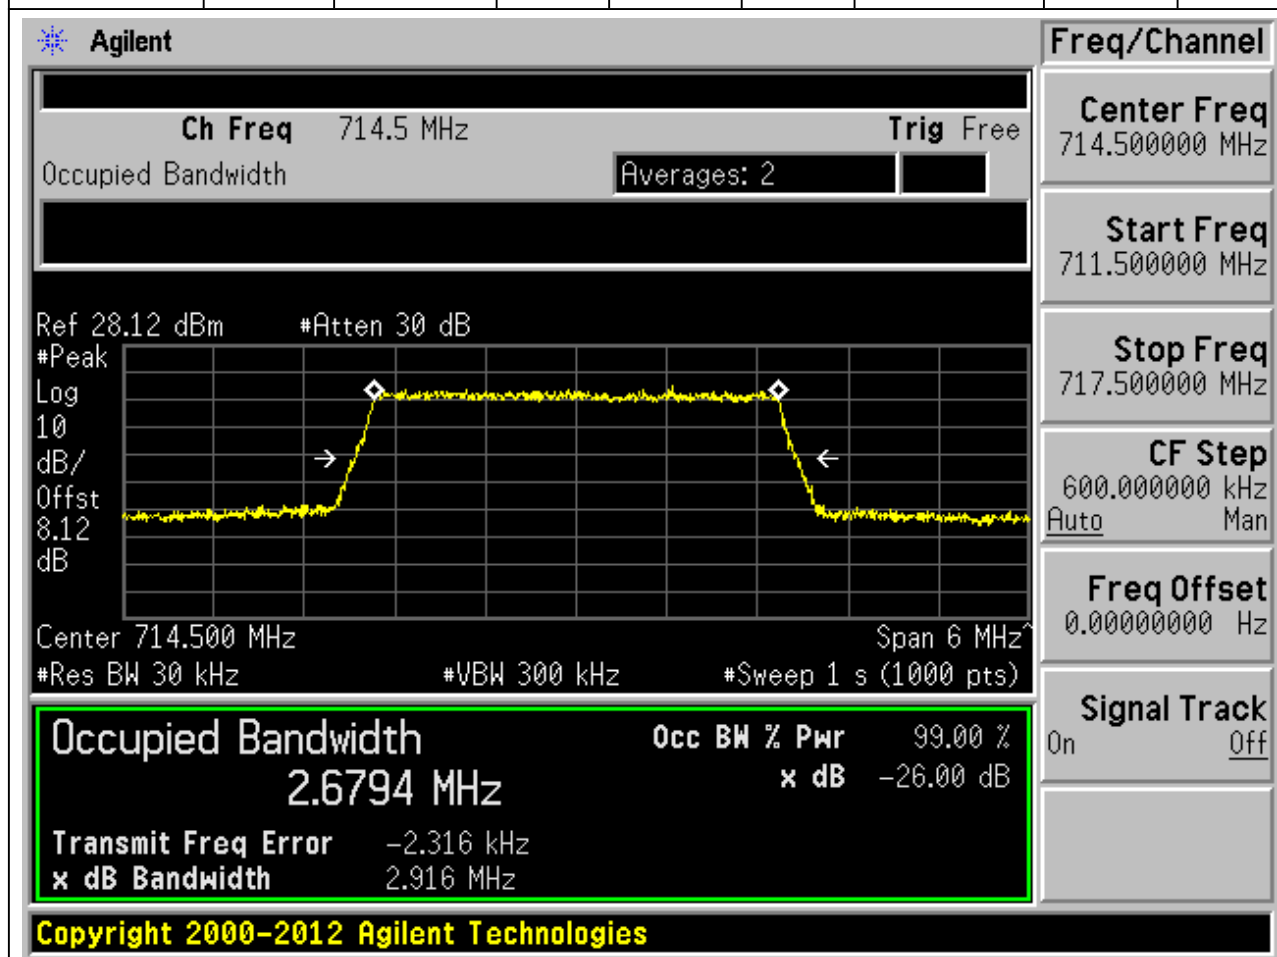 Agilent
Freq/Channel
Ch Freq 714.5 MHz Trig Free
Occupied Bandwidth Averages: 2
Center Freq
714.500000 MHz
Start Freq
711.500000 MHz
Stop Freq
717.500000 MHz
CF Step
600.000000 kHz
Auto Man
Freq Offset
0.00000000 Hz
Signal Track
On Off
Ref 28.12 dBm #Atten 30 dB
#Peak
Log
10
dB/
Offst
8.12
dB
Center 714.500 MHz Span 6 MHz^
#Res BW 30 kHz #VBW 300 kHz #Sweep 1 s (1000 pts)
Occupied Bandwidth
2.6794 MHz
Occ BW % Pwr 99.00 %
x dB -26.00 dB
Transmit Freq Error -2.316 kHz
x dB Bandwidth 2.916 MHz
Copyright 2000-2012 Agilent Technologies